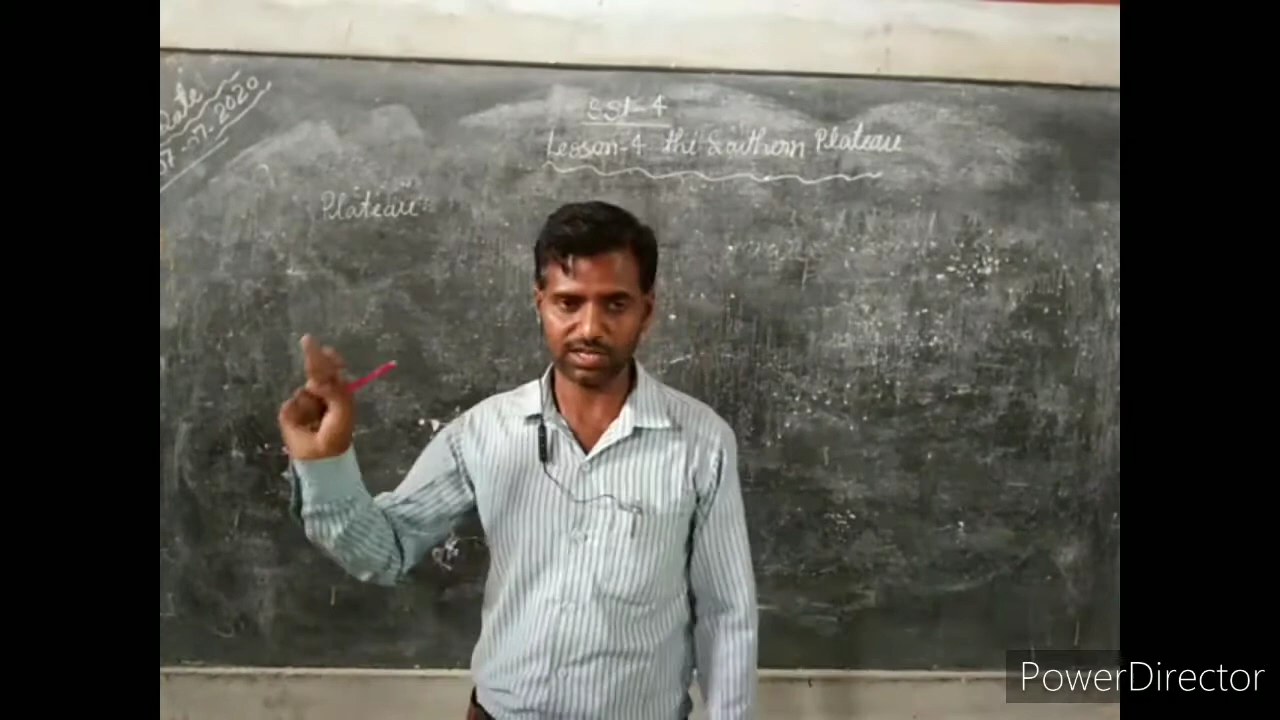 Date
07-07-2020
SSt-4
Lesson-4 the Southern Plateau
Plateau
PowerDirector